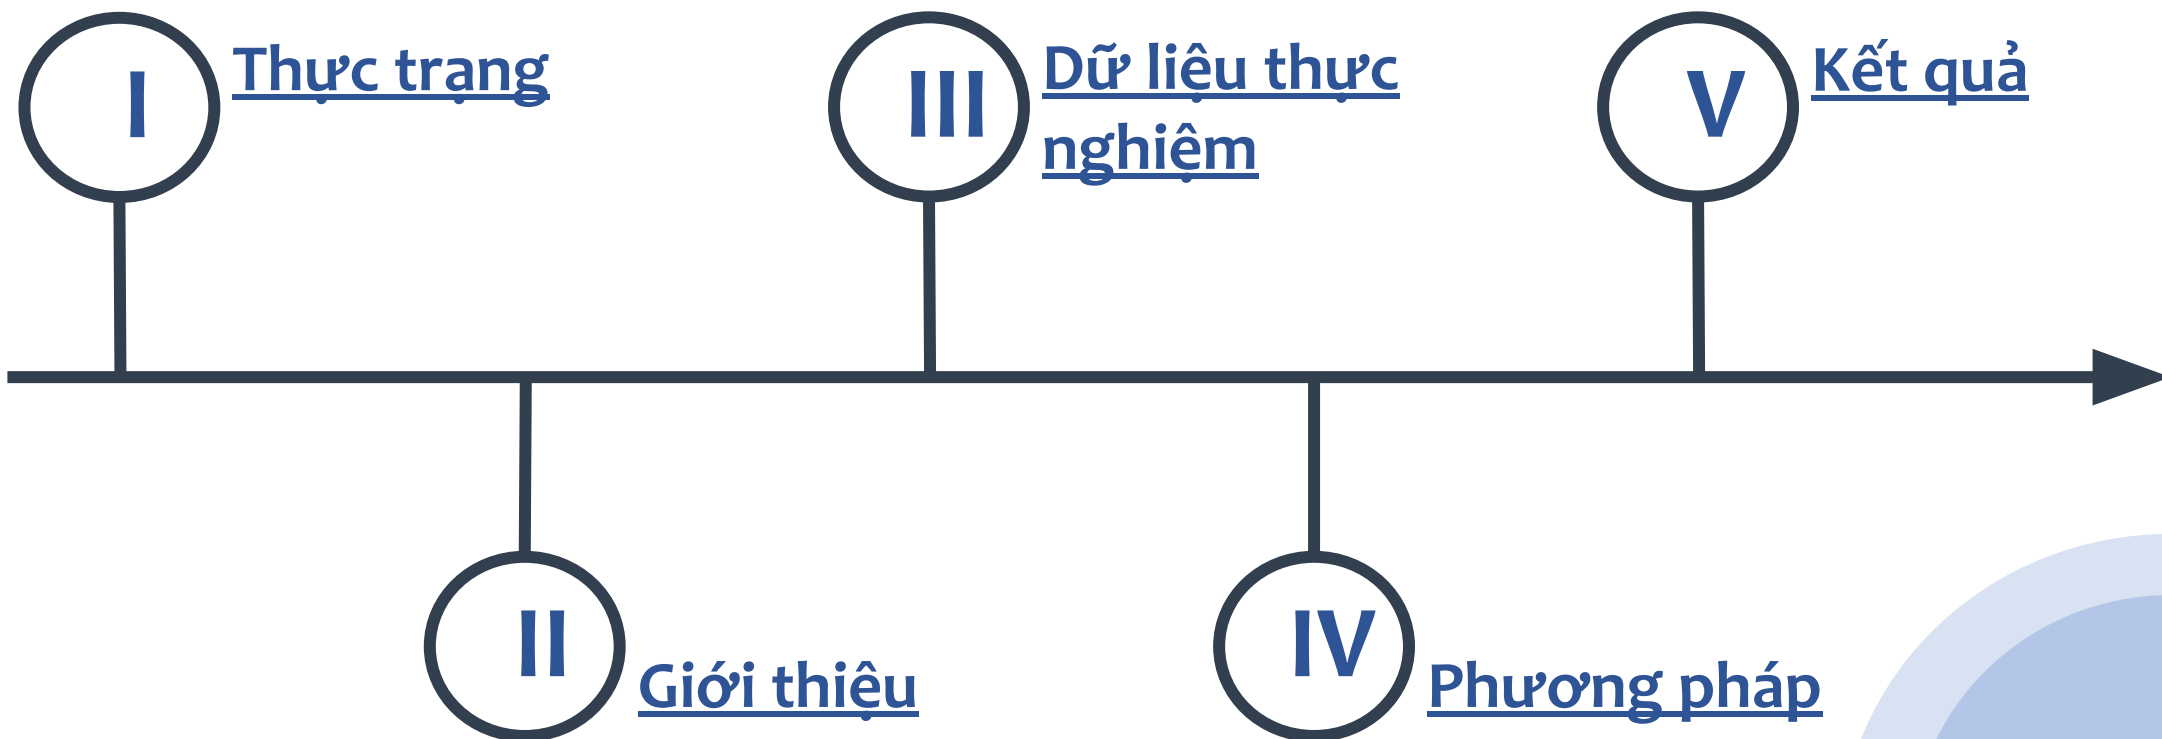 I
Thực trạng
II
Giới thiệu
III
Dữ liệu thực
nghiệm
IV
Phương pháp
V
Kết quả